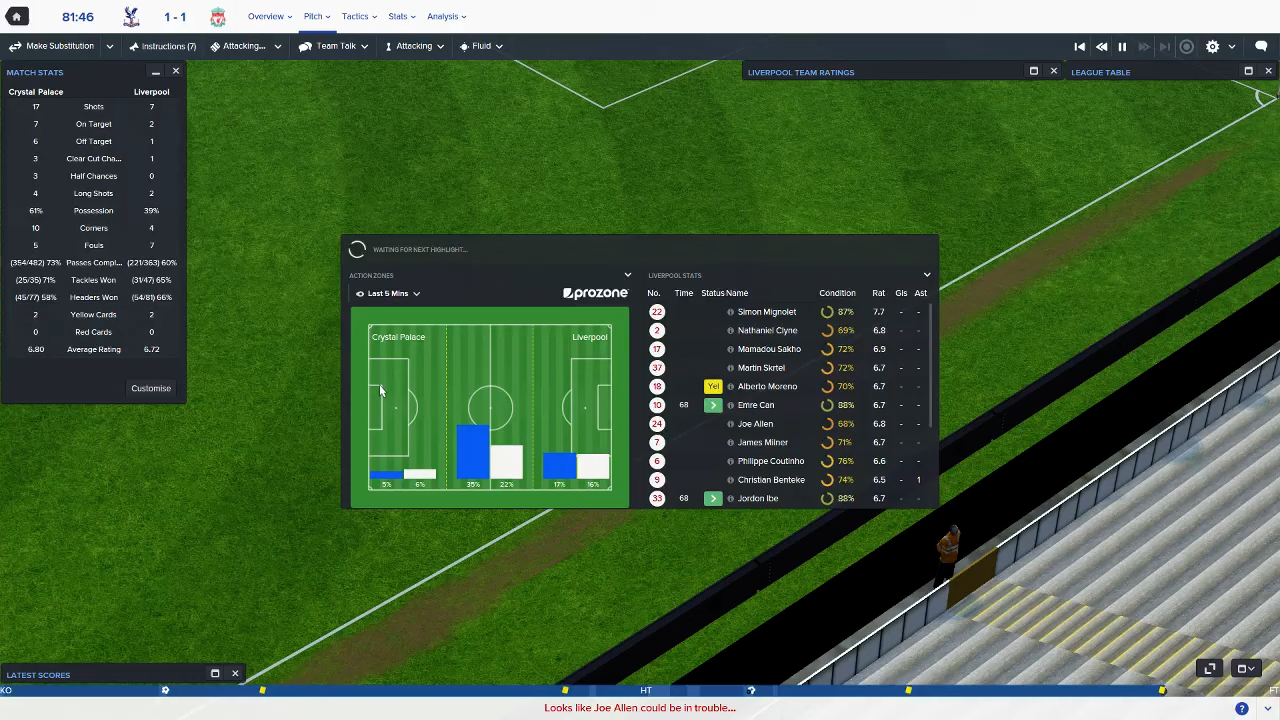 81:46
1 - 1
Overview
Pitch
Tactics
Stats
Analysis
Make Substitution
Instructions (7)
Attacking...
Team Talk
Attacking
Fluid
MATCH STATS
Crystal Palace Liverpool
17 Shots 7
7 On Target 2
6 Off Target 1
3 Clear Cut Cha... 1
3 Half Chances 0
4 Long Shots 2
61% Possession 39%
10 Corners 4
5 Fouls 7
(354/482) 73% Passes Compl... (221/363) 60%
(25/35) 71% Tackles Won (31/47) 65%
(45/77) 58% Headers Won (54/81) 66%
2 Yellow Cards 2
0 Red Cards 0
6.80 Average Rating 6.72
Customise
LIVERPOOL TEAM RATINGS
LEAGUE TABLE
WAITING FOR NEXT HIGHLIGHT...
ACTION ZONES
Last 5 Mins
prozone
Crystal Palace Liverpool
5% 6% 35% 22% 17% 16%
LIVERPOOL STATS
No. Time Status Name Condition Rat Gls Ast
22 Simon Mignolet 87% 7.7 - -
2 Nathaniel Clyne 69% 6.8 - -
17 Mamadou Sakho 72% 6.9 - -
37 Martin Skrtel 72% 6.7 - -
18 Yel Alberto Moreno 70% 6.7 - -
10 68 Emre Can 88% 6.7 - -
24 Joe Allen 68% 6.8 - -
7 James Milner 71% 6.7 - -
6 Philippe Coutinho 76% 6.6 - -
9 Christian Benteke 74% 6.5 - 1
33 68 Jordon Ibe 88% 6.7 - -
LATEST SCORES
KO
HT
FT
Looks like Joe Allen could be in trouble...